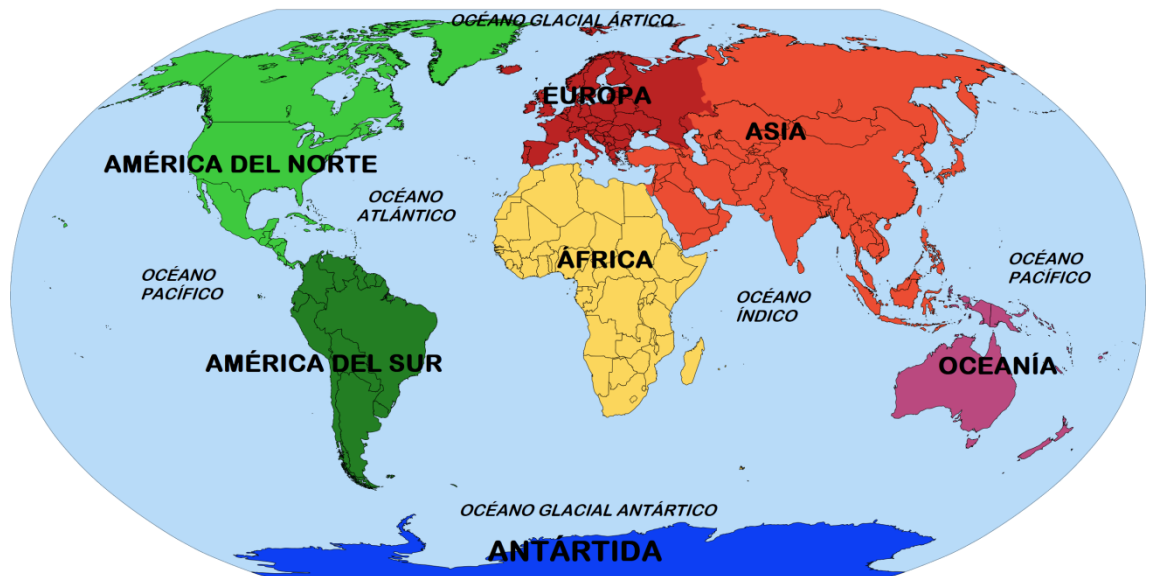 OCÉANO GLACIAL ÁRTICO
EUROPA
ASIA
AMÉRICA DEL NORTE
OCÉANO
ATLÁNTICO
ÁFRICA
OCÉANO
PACÍFICO
OCÉANO
ÍNDICO
OCÉANO
PACÍFICO
AMÉRICA DEL SUR
OCEANÍA
OCÉANO GLACIAL ANTÁRTICO
ANTÁRTIDA